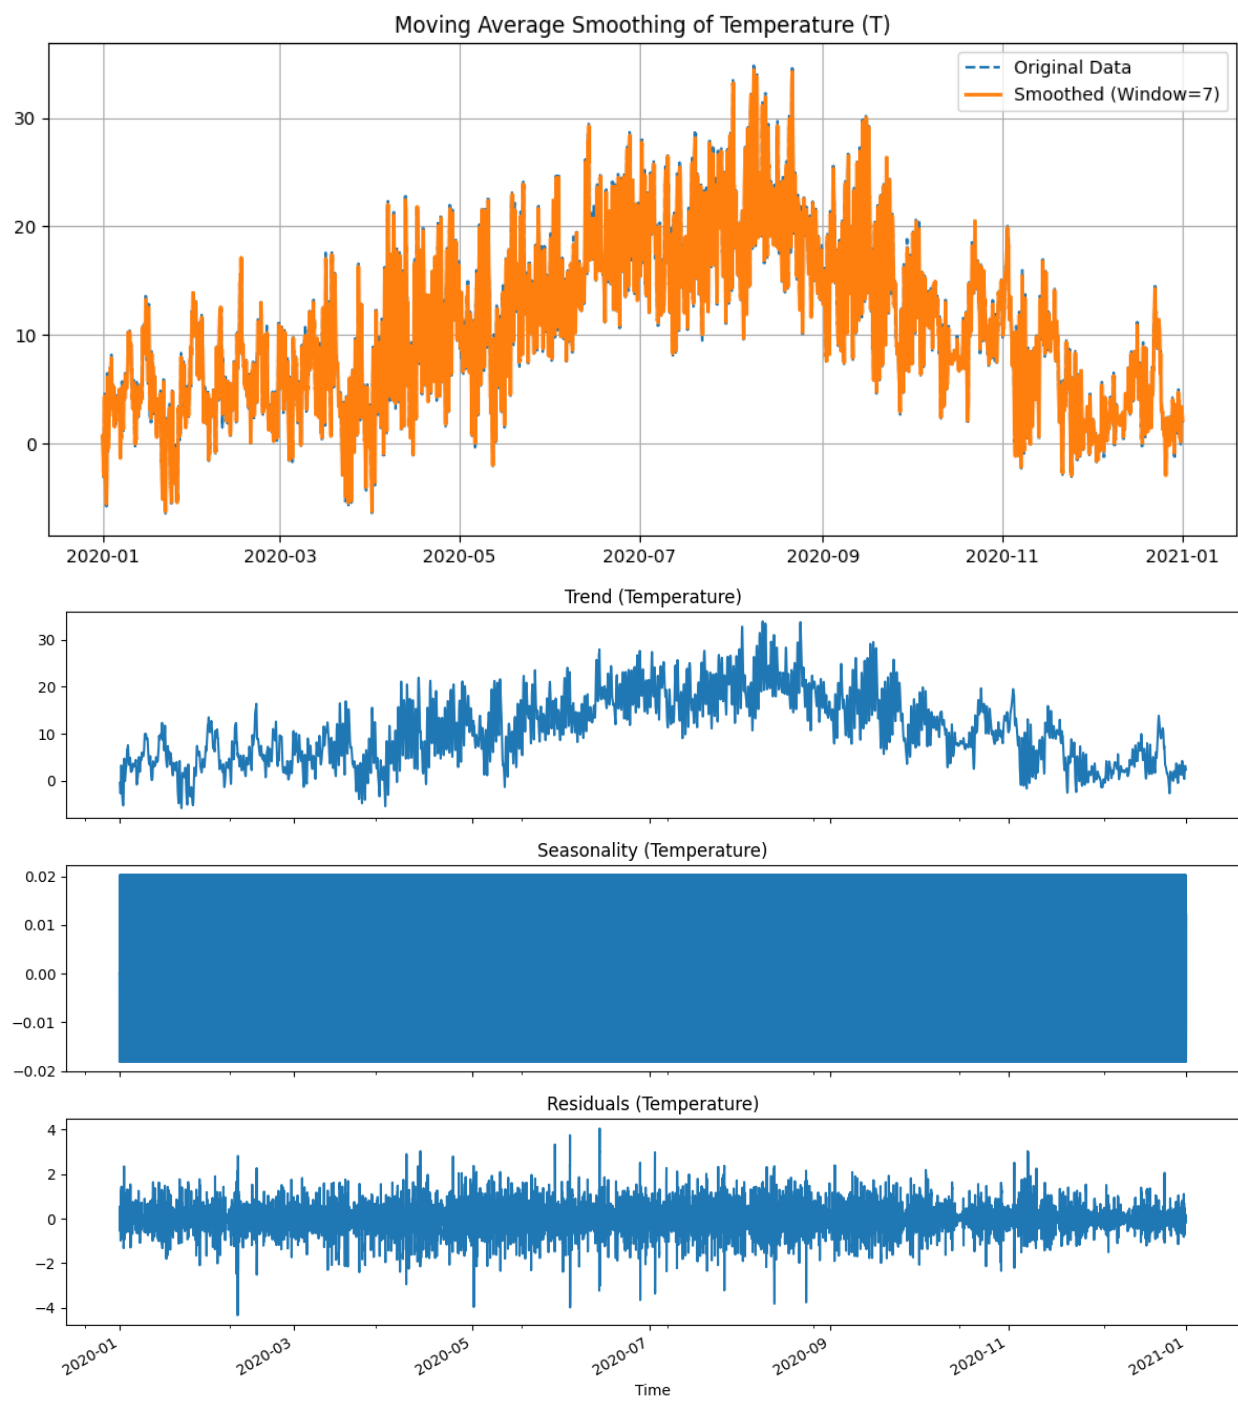 Moving Average Smoothing of Temperature (T)
Original Data
Smoothed (Window=7)
30
20
10
0
2020-01 2020-03 2020-05 2020-07 2020-09 2020-11 2021-01
Trend (Temperature)
30
20
10
0
Seasonality (Temperature)
0.02
0.01
0.00
−0.01
−0.02
Residuals (Temperature)
4
2
0
−2
−4
2020-01 2020-03 2020-05 2020-07 2020-09 2020-11 2021-01
Time